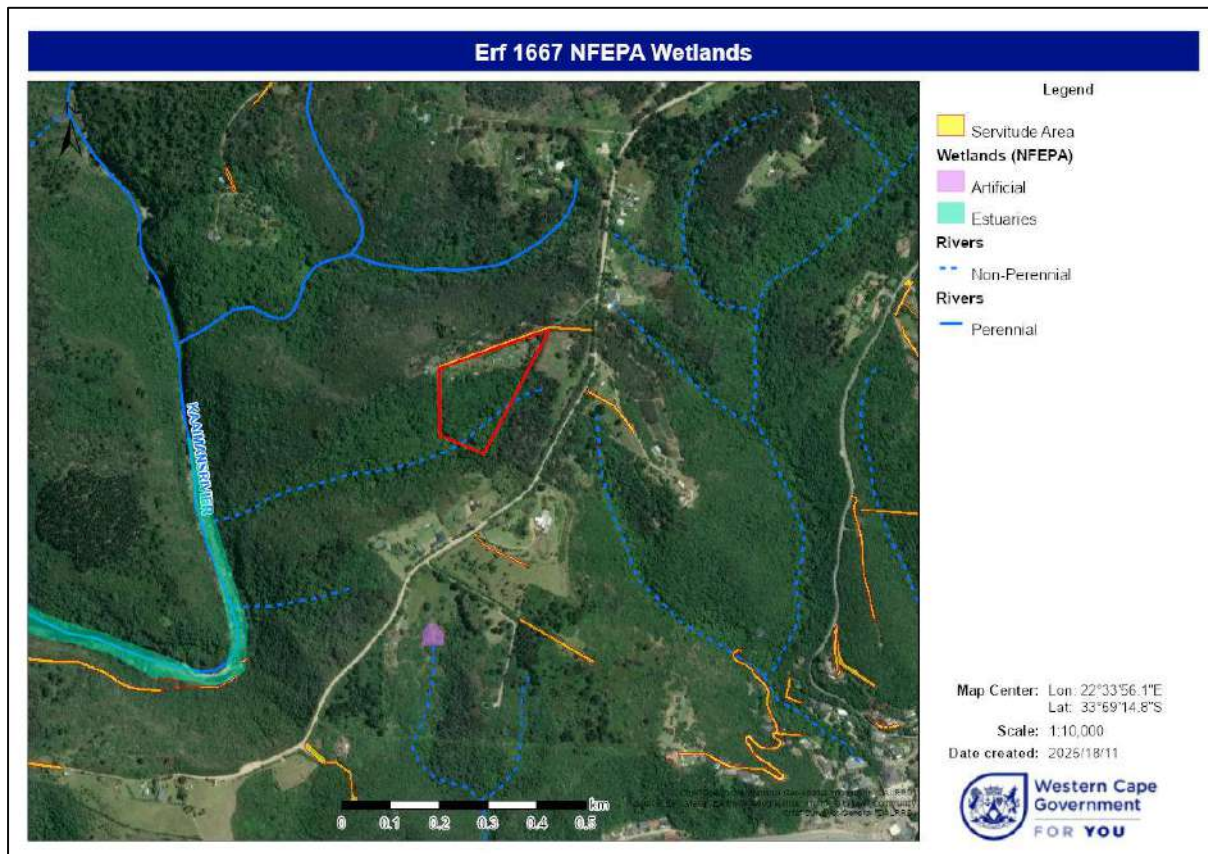 Erf 1667 NFEPA Wetlands
Legend
Servitude Area
Wetlands (NFEPA)
Artificial
Estuaries
Rivers
Non-Perennial
Rivers
Perennial
KAAIMANSRIVER
km
0 0.1 0.2 0.3 0.4 0.5
Map Center: Lon: 22°33'56.1"E
Lat: 33°69'14.8"S
Scale: 1:10,000
Date created: 2025/18/11
Western Cape
Government
FOR YOU